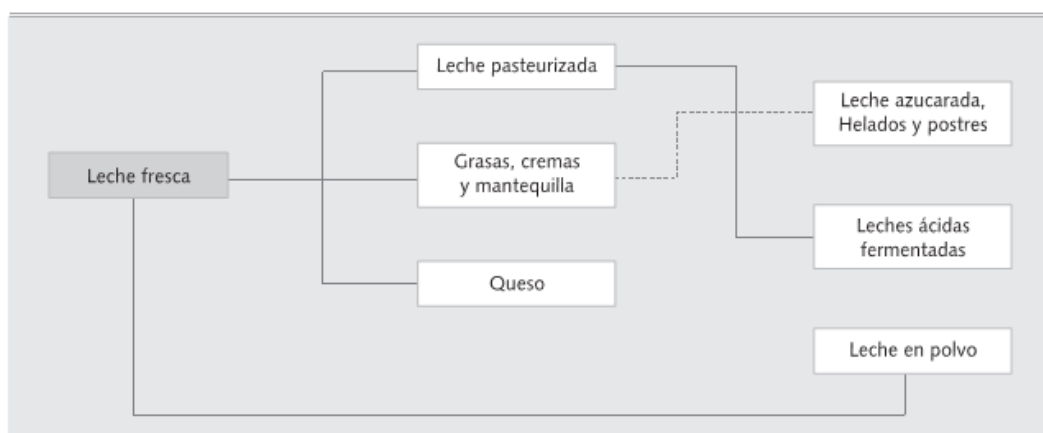 Leche pasteurizada
Leche azucarada,
Helados y postres
Leche fresca
Grasas, cremas
y mantequilla
Leches ácidas
fermentadas
Queso
Leche en polvo